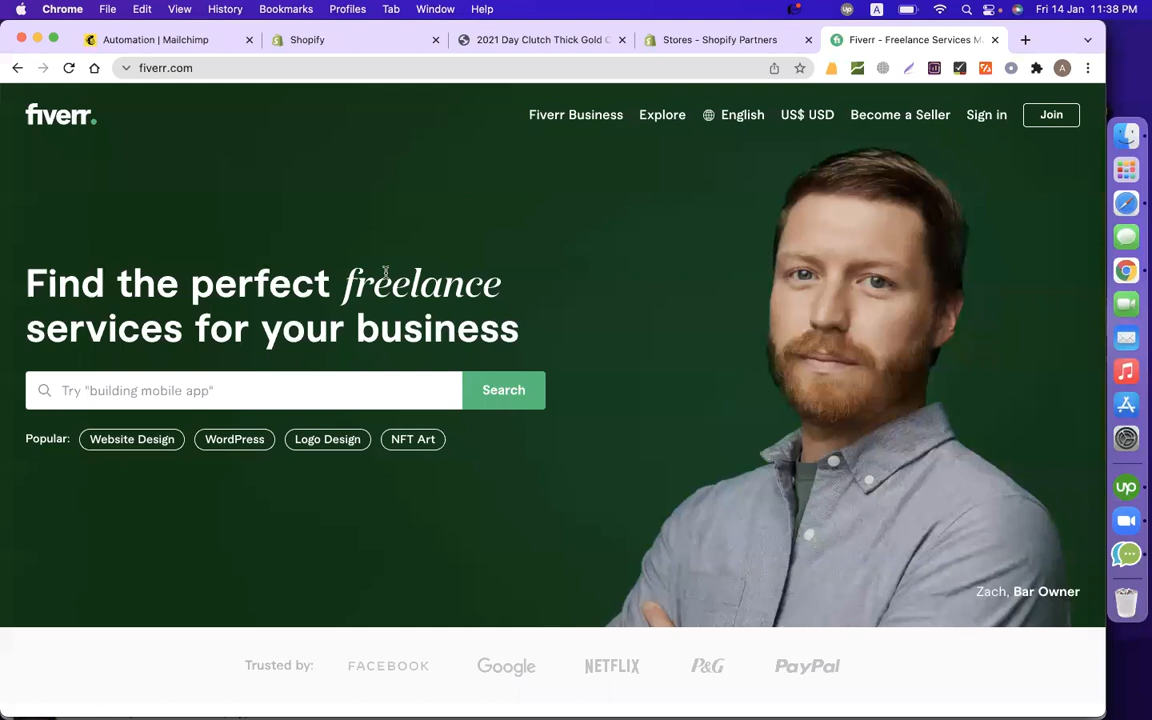 Chrome File Edit View History Bookmarks Profiles Tab Window Help
A
Fri 14 Jan 11:38 PM
Automation | Mailchimp
Shopify
2021 Day Clutch Thick Gold C
Stores - Shopify Partners
Fiverr - Freelance Services M
fiverr.com
A
fiverr.
Fiverr Business Explore English US$ USD Become a Seller Sign in Join
Find the perfect freelance
services for your business
Try "building mobile app" Search
Popular: Website Design WordPress Logo Design NFT Art
up
Zach, Bar Owner
Trusted by: FACEBOOK Google NETFLIX P&G PayPal